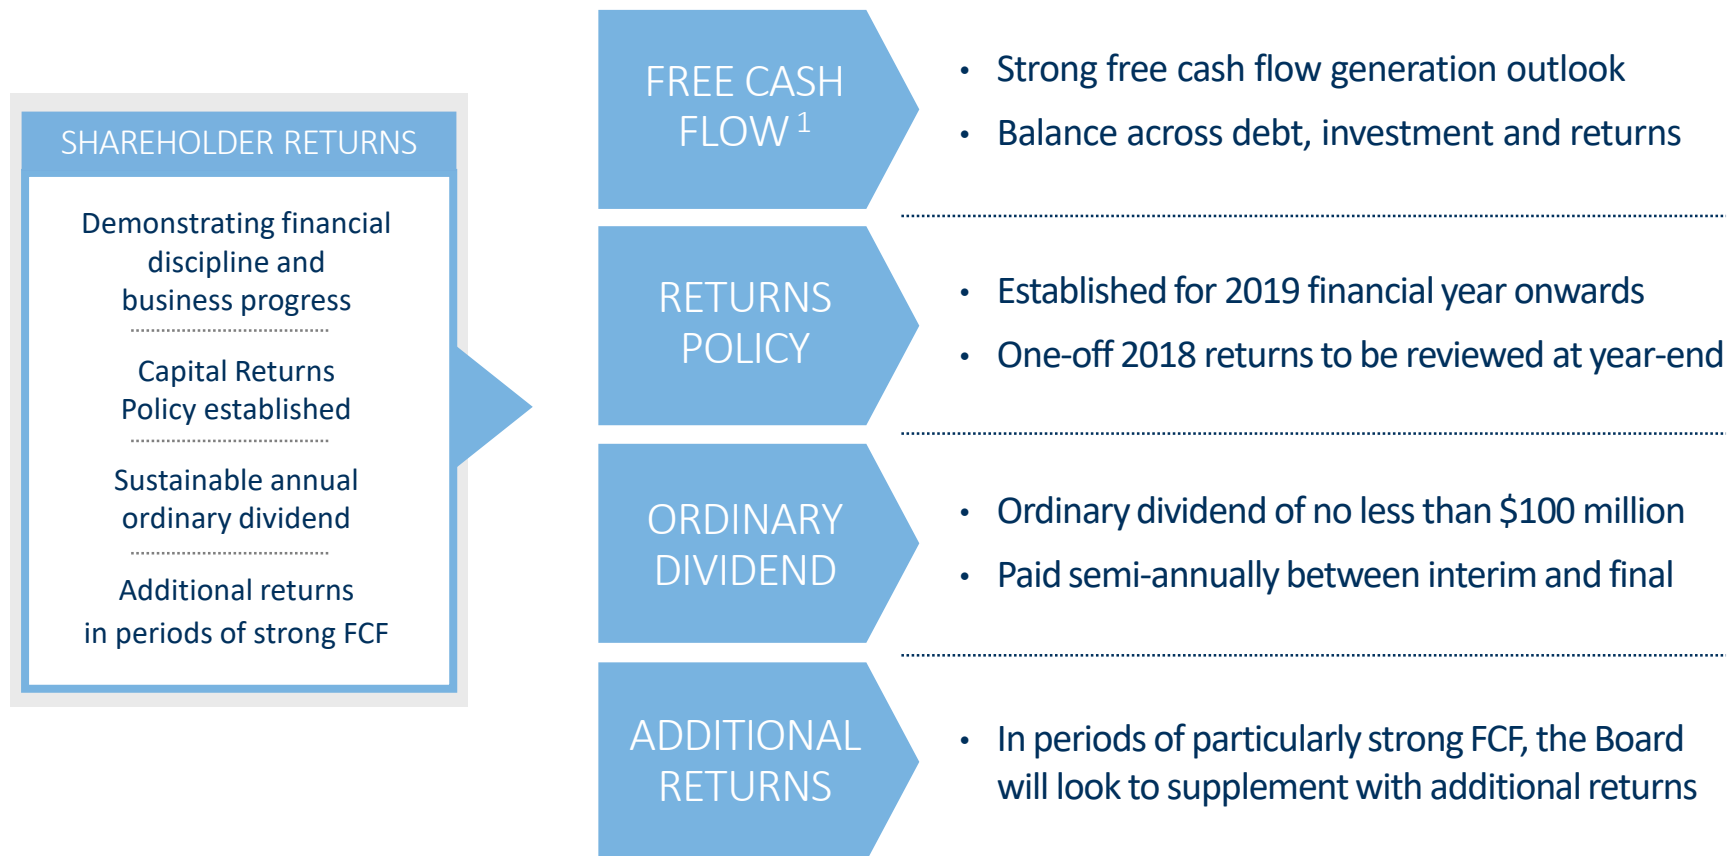 SHAREHOLDER RETURNS
Demonstrating financial
discipline and
business progress
Capital Returns
Policy established
Sustainable annual
ordinary dividend
Additional returns
in periods of strong FCF
FREE CASH
FLOW 1
• Strong free cash flow generation outlook
• Balance across debt, investment and returns
RETURNS
POLICY
• Established for 2019 financial year onwards
• One-off 2018 returns to be reviewed at year-end
ORDINARY
DIVIDEND
• Ordinary dividend of no less than $100 million
• Paid semi-annually between interim and final
ADDITIONAL
RETURNS
• In periods of particularly strong FCF, the Board
will look to supplement with additional returns